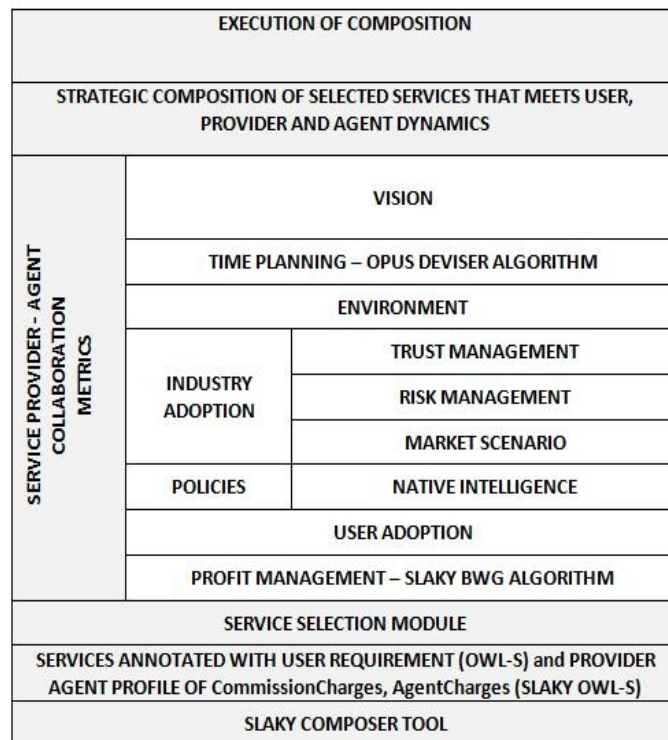 EXECUTION OF COMPOSITION
STRATEGIC COMPOSITION OF SELECTED SERVICES THAT MEETS USER,
PROVIDER AND AGENT DYNAMICS
SERVICE PROVIDER - AGENT
COLLABORATION
METRICS
VISION
TIME PLANNING – OPUS DEVISER ALGORITHM
ENVIRONMENT
INDUSTRY
ADOPTION
TRUST MANAGEMENT
RISK MANAGEMENT
MARKET SCENARIO
POLICIES
NATIVE INTELLIGENCE
USER ADOPTION
PROFIT MANAGEMENT – SLAKY BWG ALGORITHM
SERVICE SELECTION MODULE
SERVICES ANNOTATED WITH USER REQUIREMENT (OWL-S) and PROVIDER
AGENT PROFILE OF CommissionCharges, AgentCharges (SLAKY OWL-S)
SLAKY COMPOSER TOOL